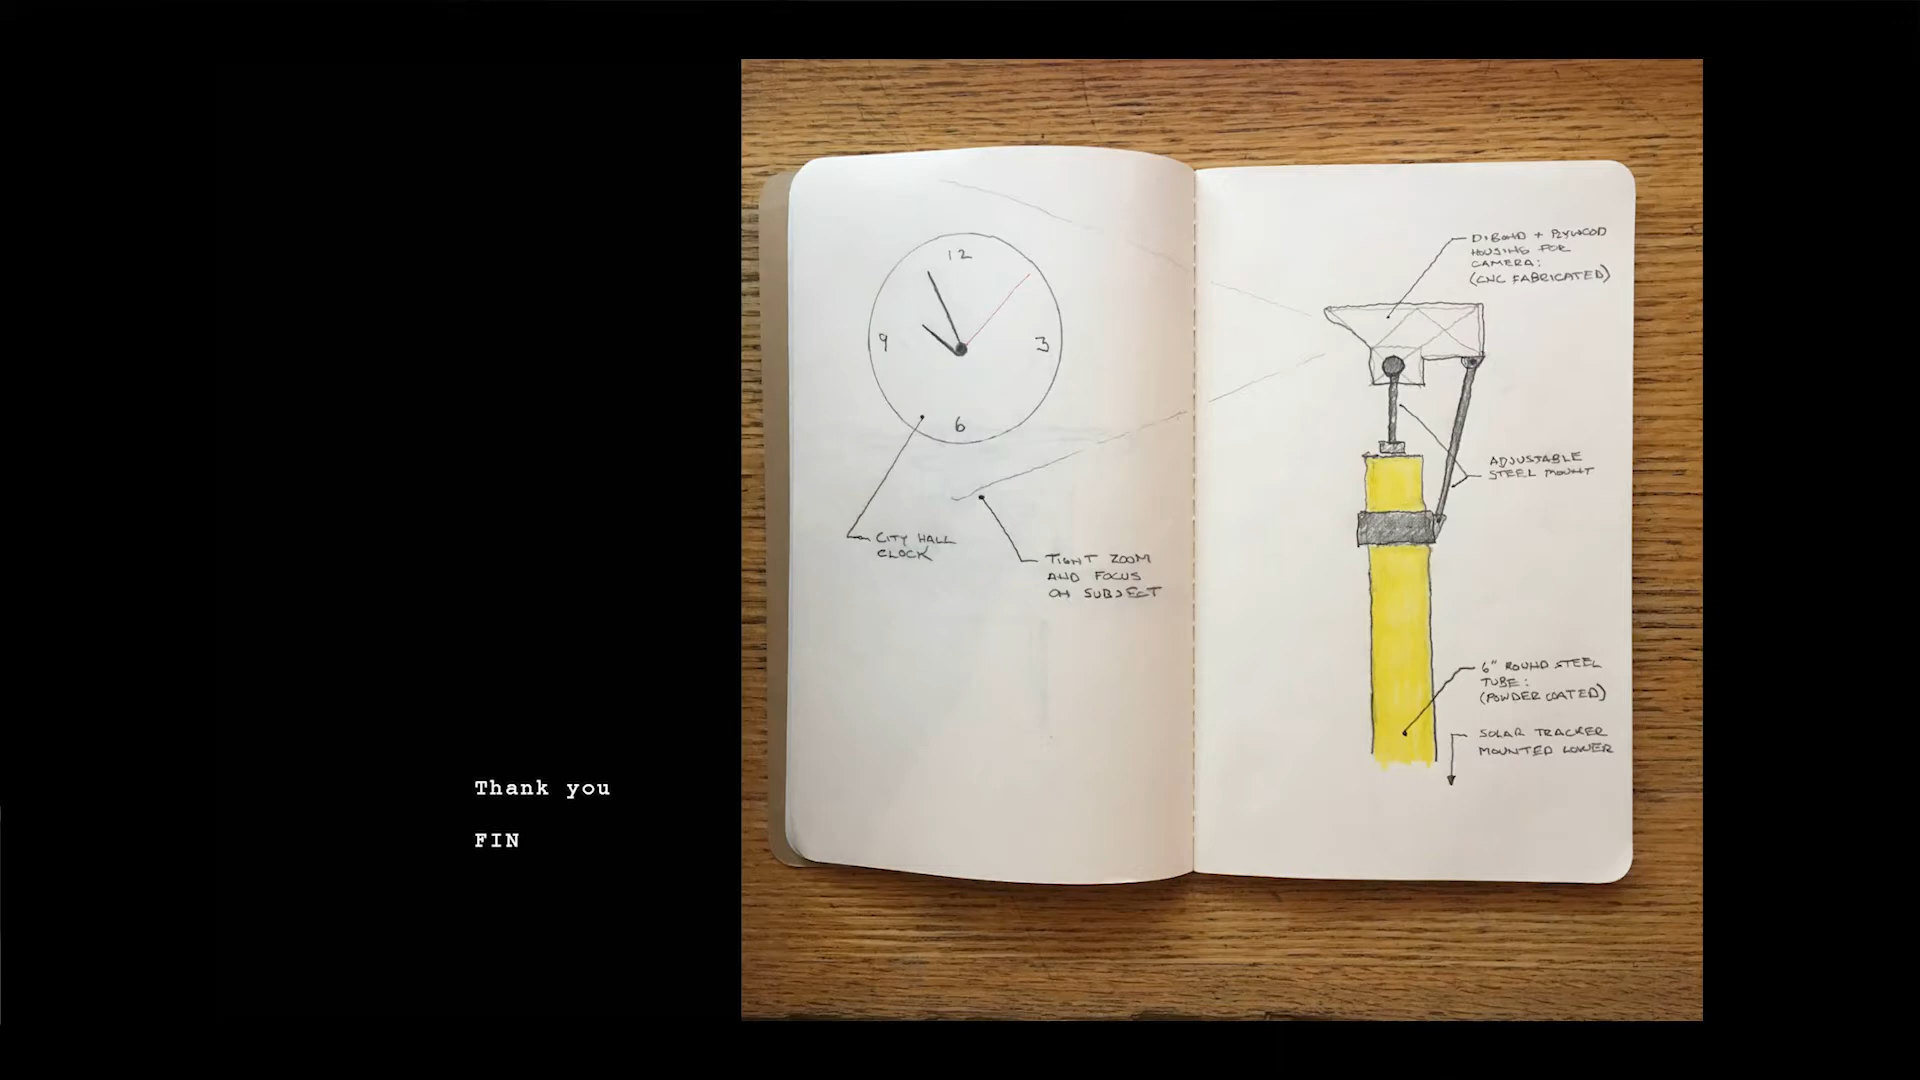 Thank you
FIN
12
9
3
6
CITY HALL
CLOCK
TIGHT ZOOM
AND FOCUS
ON SUBJECT
DIBOND + PLYWOOD
HOUSING FOR
CAMERA:
(CNC FABRICATED)
ADJUSTABLE
STEEL MOUNT
6" ROUND STEEL
TUBE:
(POWDER COATED)
SOLAR TRACKER
MOUNTED LOWER